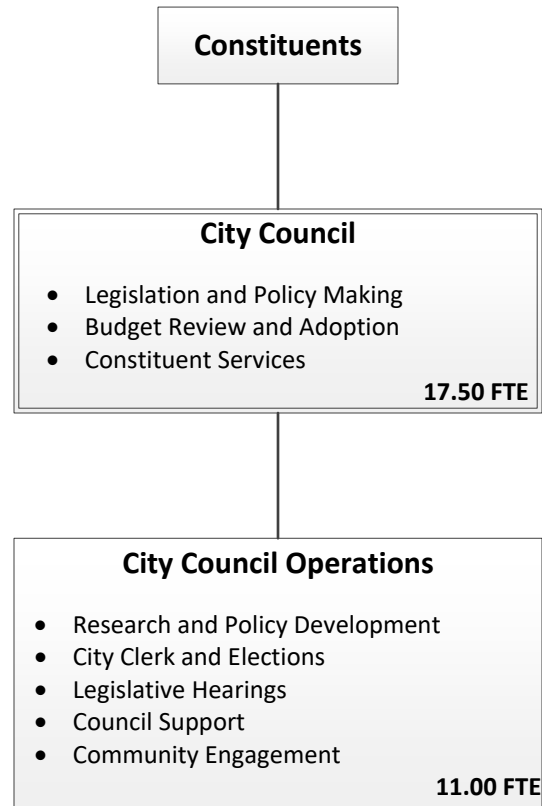 Constituents
City Council
• Legislation and Policy Making
• Budget Review and Adoption
• Constituent Services
17.50 FTE
City Council Operations
• Research and Policy Development
• City Clerk and Elections
• Legislative Hearings
• Council Support
• Community Engagement
11.00 FTE